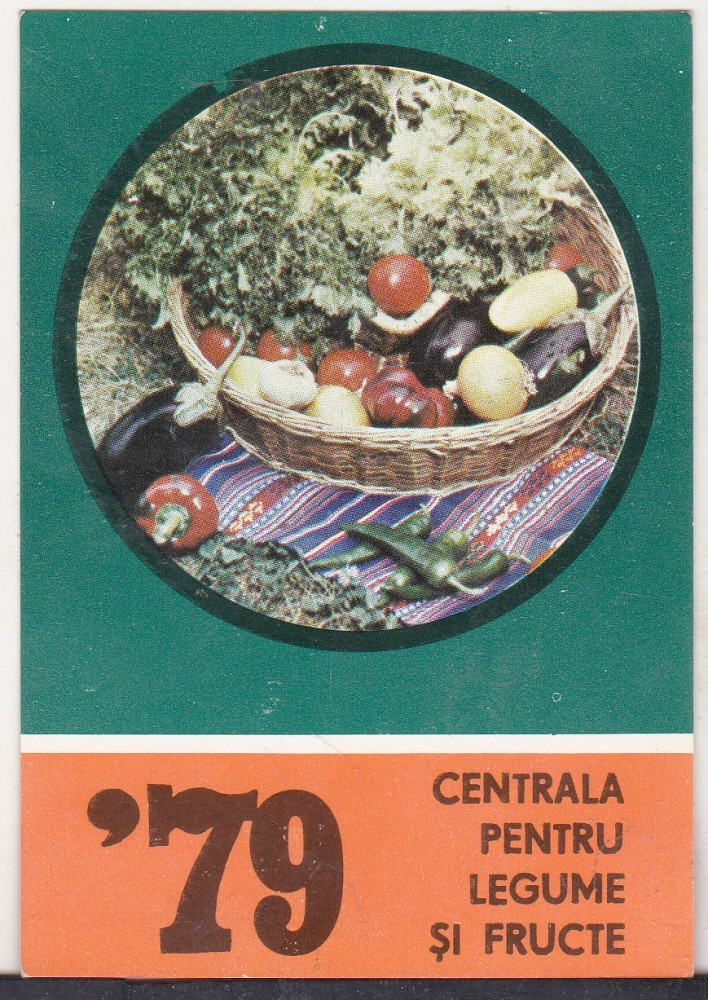 '79
CENTRALA
PENTRU
LEGUME
ȘI FRUCTE